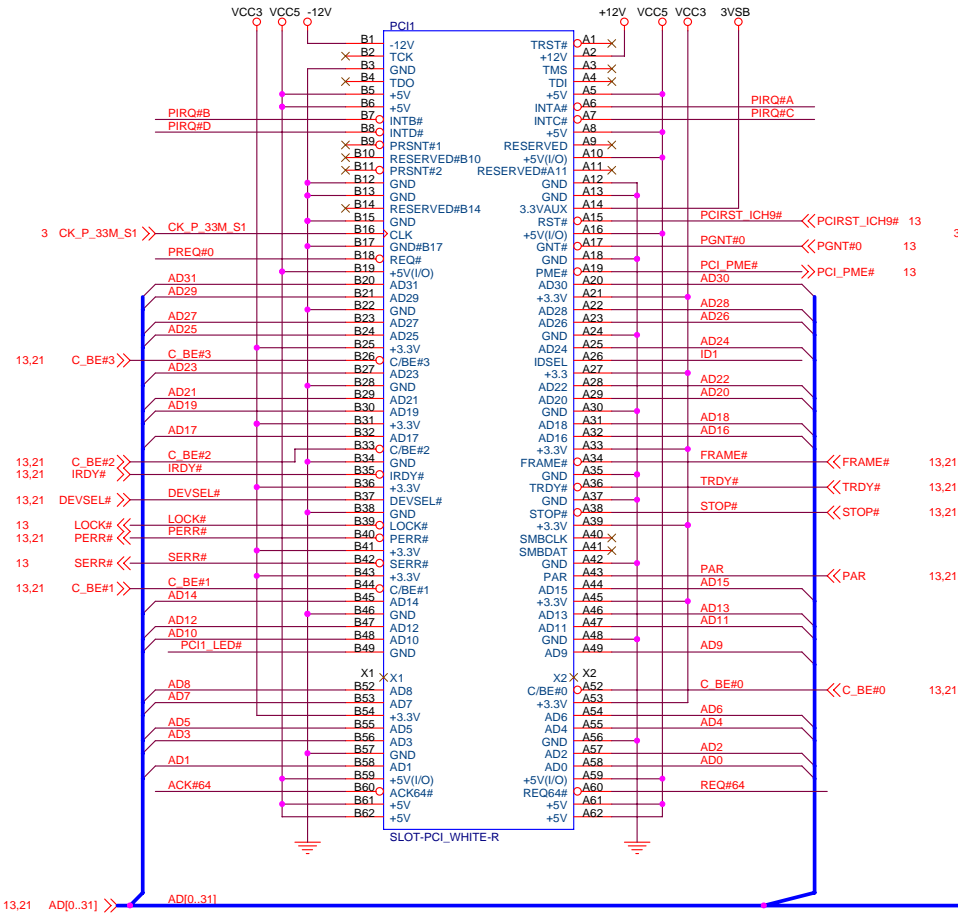 VCC3 VCC5 -12V +12V VCC5 VCC3 3VSB
PCI1
B1 -12V TRST# A1
B2 TCK +12V A2
B3 GND TMS A3
B4 TDO TDI A4
B5 +5V +5V A5
B6 +5V INTA# A6 PIRQ#A
PIRQ#B B7 INTB# INTC# A7 PIRQ#C
PIRQ#D B8 INTD# +5V A8
B9 PRSNT#1 RESERVED A9
B10 RESERVED#B10 +5V(I/O) A10
B11 PRSNT#2 RESERVED#A11 A11
B12 GND GND A12
B13 GND GND A13
B14 RESERVED#B14 3.3VAUX A14
B15 GND RST# A15 PCIRST_ICH9# PCIRST_ICH9# 13
3 CK_P_33M_S1 CK_P_33M_S1 B16 CLK +5V(I/O) A16 3
B17 GND#B17 GNT# A17 PGNT#0 PGNT#0 13
PREQ#0 B18 REQ# GND A18
B19 +5V(I/O) PME# A19 PCI_PME# PCI_PME# 13
AD31 B20 AD31 AD30 A20 AD30
AD29 B21 AD29 +3.3V A21
B22 GND AD28 A22 AD28
AD27 B23 AD27 AD26 A23 AD26
AD25 B24 AD25 GND A24
B25 +3.3V AD24 A25 AD24
13,21 C_BE#3 C_BE#3 B26 C/BE#3 IDSEL A26 ID1
AD23 B27 AD23 +3.3 A27
B28 GND AD22 A28 AD22
AD21 B29 AD21 AD20 A29 AD20
AD19 B30 AD19 GND A30
B31 +3.3V AD18 A31 AD18
AD17 B32 AD17 AD16 A32 AD16
B33 C/BE#2 +3.3V A33
13,21 C_BE#2 C_BE#2 B34 GND FRAME# A34 FRAME# FRAME# 13,21
13,21 IRDY# IRDY# B35 IRDY# GND A35
B36 +3.3V TRDY# A36 TRDY# TRDY# 13,21
13,21 DEVSEL# DEVSEL# B37 DEVSEL# GND A37
B38 GND STOP# A38 STOP# STOP# 13,21
13 LOCK# LOCK# B39 LOCK# +3.3V A39
13,21 PERR# PERR# B40 PERR# SMBCLK A40
B41 +3.3V SMBDAT A41
13 SERR# SERR# B42 SERR# GND A42
B43 +3.3V PAR A43 PAR PAR 13,21
13,21 C_BE#1 C_BE#1 B44 C/BE#1 AD15 A44 AD15
AD14 B45 AD14 +3.3V A45
B46 GND AD13 A46 AD13
AD12 B47 AD12 AD11 A47 AD11
AD10 B48 AD10 GND A48
PCI1_LED# B49 GND AD9 A49 AD9
X1 X1 X2 X2
AD8 B52 AD8 C/BE#0 A52 C_BE#0 C_BE#0 13,21
AD7 B53 AD7 +3.3V A53
B54 +3.3V AD6 A54 AD6
AD5 B55 AD5 AD4 A55 AD4
AD3 B56 AD3 GND A56
B57 GND AD2 A57 AD2
AD1 B58 AD1 AD0 A58 AD0
B59 +5V(I/O) +5V(I/O) A59
ACK#64 B60 ACK64# REQ64# A60 REQ#64
B61 +5V +5V A61
B62 +5V +5V A62
SLOT-PCI_WHITE-R
13,21 AD[0..31] AD[0..31]